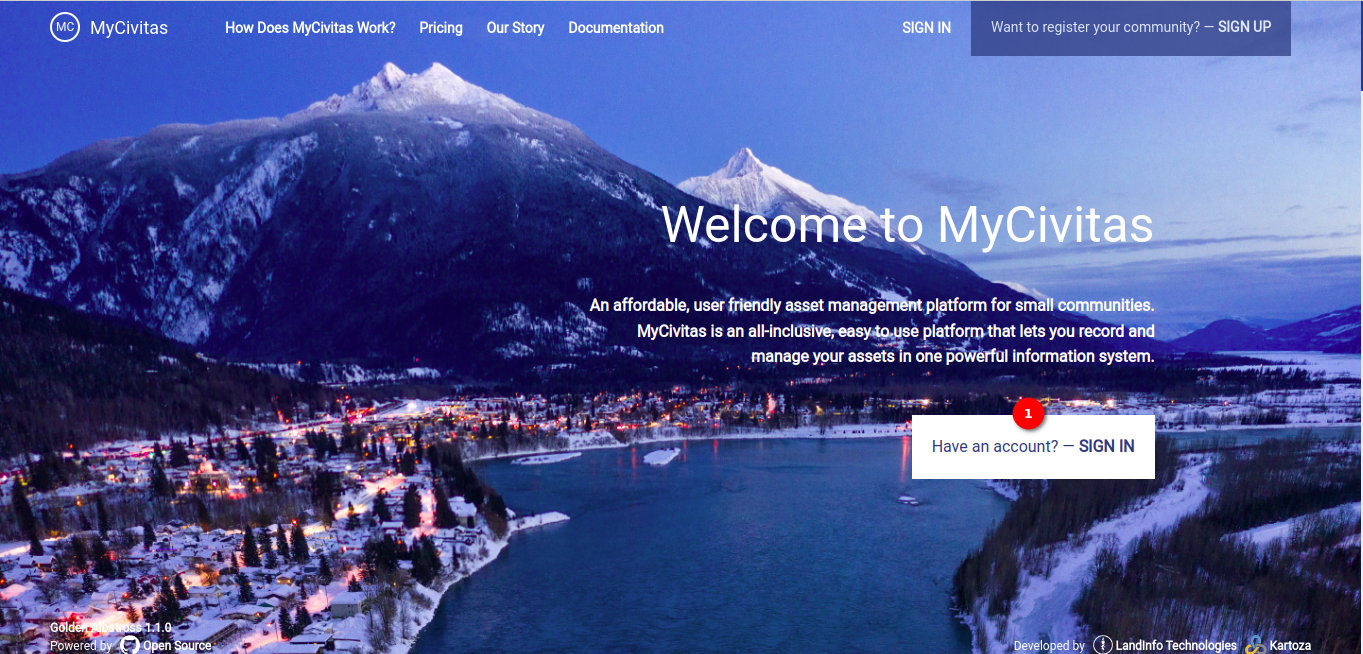 MC MyCivitas How Does MyCivitas Work? Pricing Our Story Documentation SIGN IN Want to register your community? — SIGN UP
Welcome to MyCivitas
An affordable, user friendly asset management platform for small communities.
MyCivitas is an all-inclusive, easy to use platform that lets you record and
manage your assets in one powerful information system.
1
Have an account? — SIGN IN
Golden Albatross 1.1.0
Powered by Open Source
Developed by LandInfo Technologies Kartoza